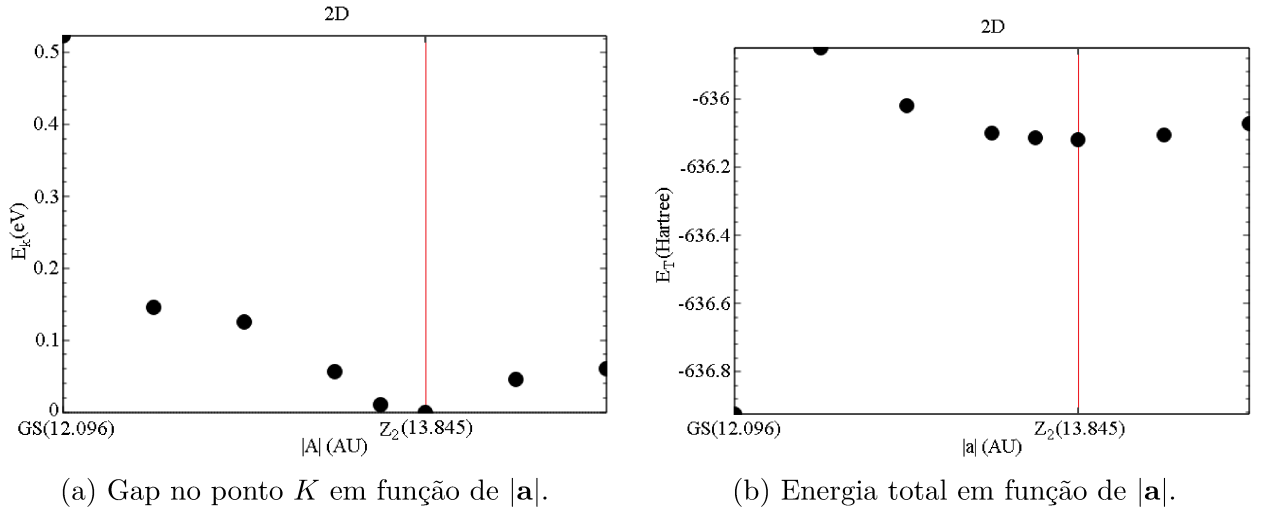 2D
0.5
0.4
0.3
0.2
0.1
0
E_k(eV)
GS(12.096)
Z_2(13.845)
|A| (AU)
(a) Gap no ponto K em função de |a|.
2D
-636
-636.2
-636.4
-636.6
-636.8
E_T(Hartree)
GS(12.096)
Z_2(13.845)
|a| (AU)
(b) Energia total em função de |a|.